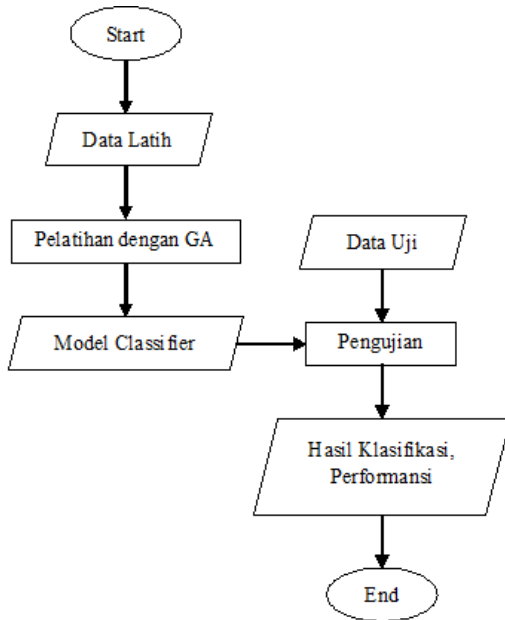 Start
Data Latih
Pelatihan dengan GA
Data Uji
Model Classifier
Pengujian
Hasil Klasifikasi,
Performansi
End